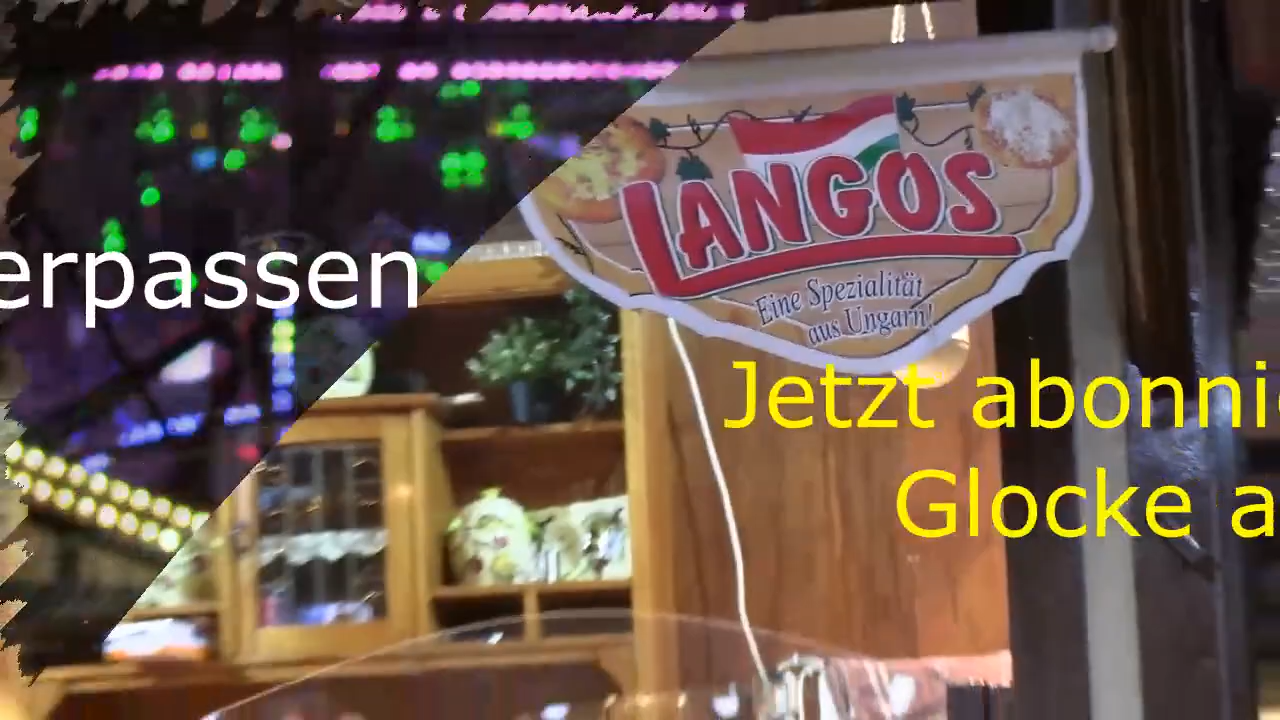 LANGOS
Eine Spezialität
aus Ungarn!
erpassen
Jetzt abonni
Glocke a